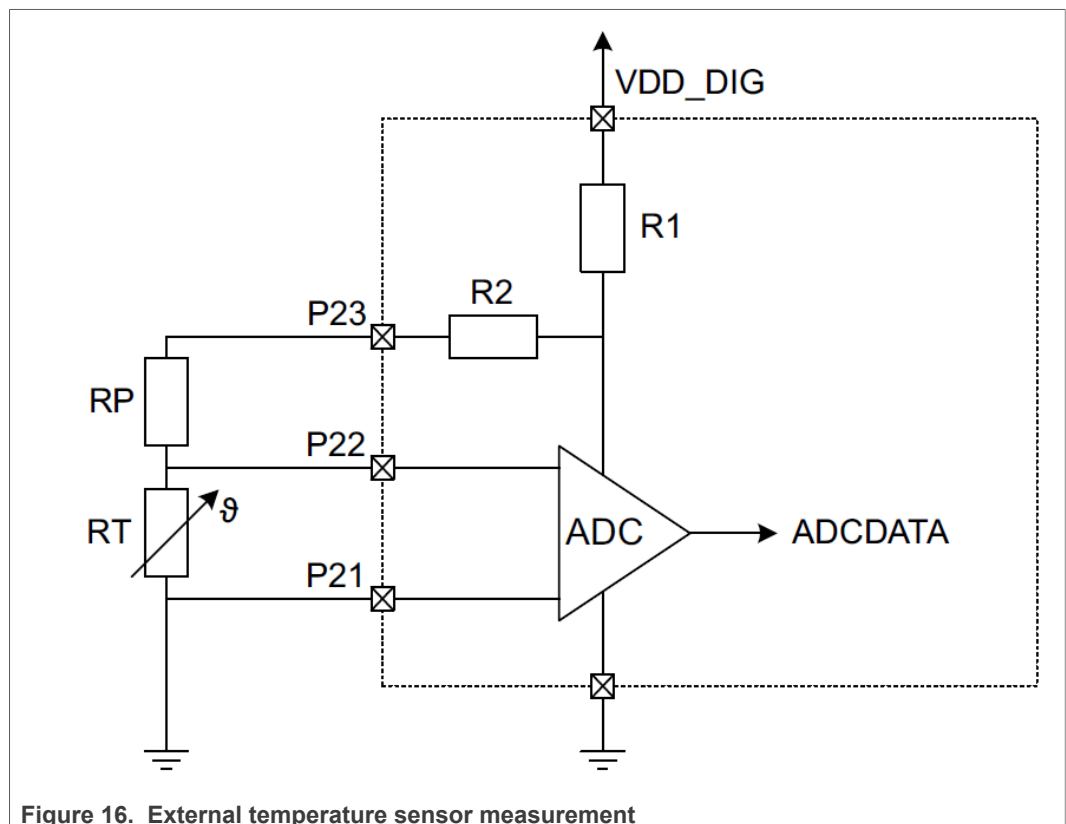 VDD_DIG
R1
R2
P23
RP
P22
RT
ϑ
P21
ADC
ADCDATA
Figure 16. External temperature sensor measurement